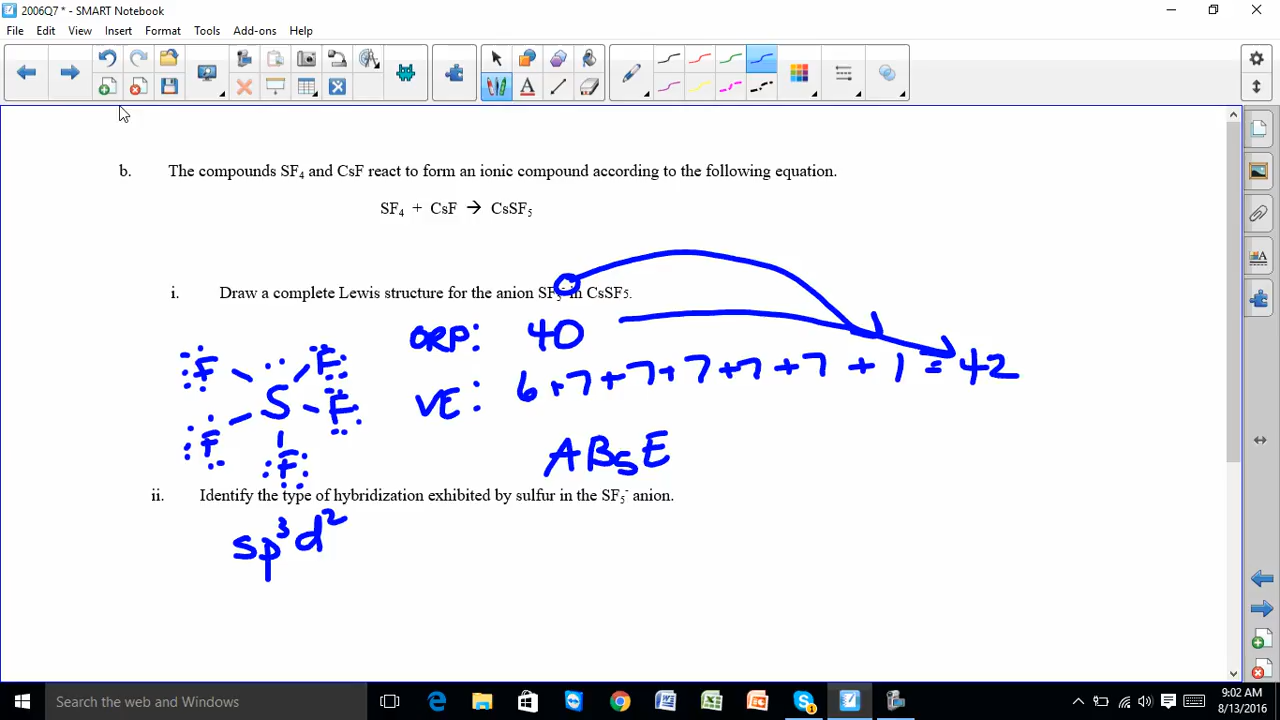 2006Q7 * - SMART Notebook
File Edit View Insert Format Tools Add-ons Help
b. The compounds SF₄ and CsF react to form an ionic compound according to the following equation.
SF₄ + CsF → CsSF₅
i. Draw a complete Lewis structure for the anion SF₅⁻ in CsSF₅.
ORP: 40
VE: 6+7+7+7+7+7+1=42
F S F F F F
AB₅E
ii. Identify the type of hybridization exhibited by sulfur in the SF₅⁻ anion.
sp³d²
Search the web and Windows
9:02 AM
8/13/2016